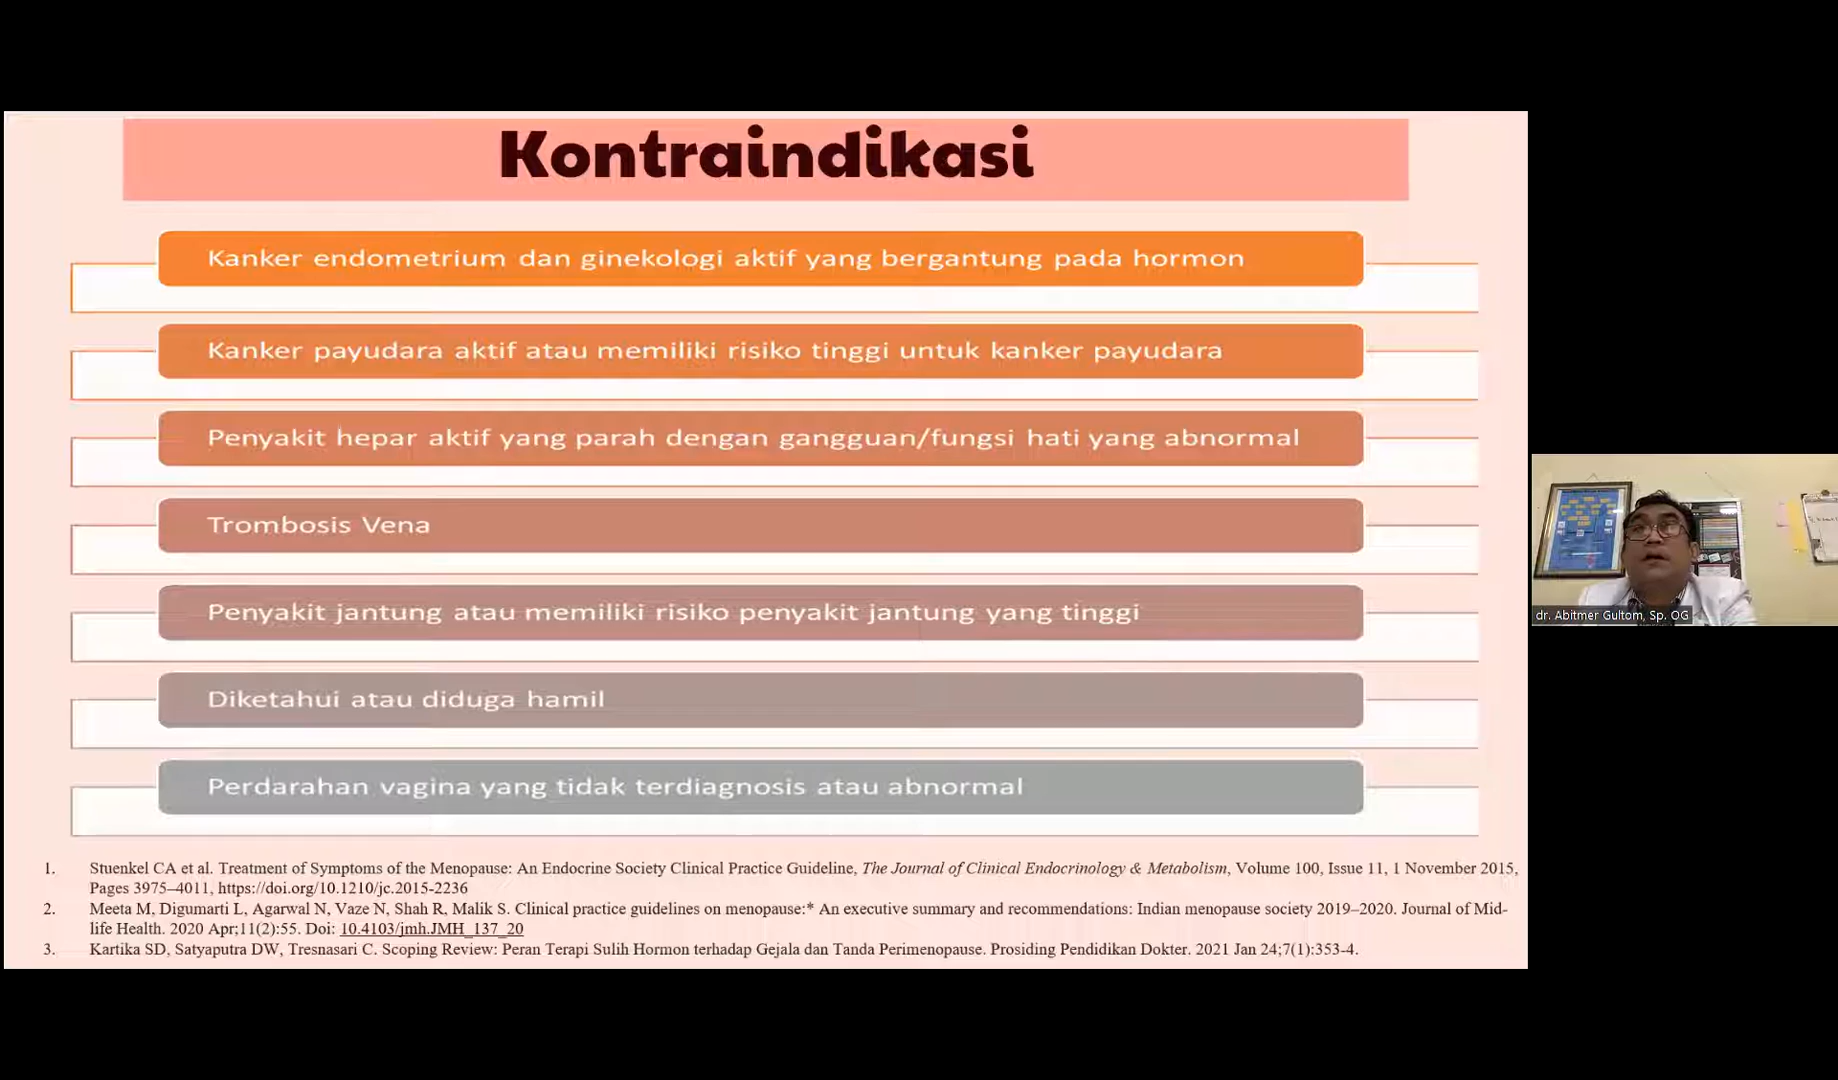 Kontraindikasi
Kanker endometrium dan ginekologi aktif yang bergantung pada hormon
Kanker payudara aktif atau memiliki risiko tinggi untuk kanker payudara
Penyakit hepar aktif yang parah dengan gangguan/fungsi hati yang abnormal
Trombosis Vena
Penyakit jantung atau memiliki risiko penyakit jantung yang tinggi
Diketahui atau diduga hamil
Perdarahan vagina yang tidak terdiagnosis atau abnormal
1. Stuenkel CA et al. Treatment of Symptoms of the Menopause: An Endocrine Society Clinical Practice Guideline, The Journal of Clinical Endocrinology & Metabolism, Volume 100, Issue 11, 1 November 2015,
Pages 3975–4011, https://doi.org/10.1210/jc.2015-2236
2. Meeta M, Digumarti L, Agarwal N, Vaze N, Shah R, Malik S. Clinical practice guidelines on menopause:* An executive summary and recommendations: Indian menopause society 2019–2020. Journal of Mid-
life Health. 2020 Apr;11(2):55. Doi: 10.4103/jmh.JMH_137_20
3. Kartika SD, Satyaputra DW, Tresnasari C. Scoping Review: Peran Terapi Sulih Hormon terhadap Gejala dan Tanda Perimenopause. Prosiding Pendidikan Dokter. 2021 Jan 24;7(1):353-4.
dr. Abitmer Gultom, Sp. OG